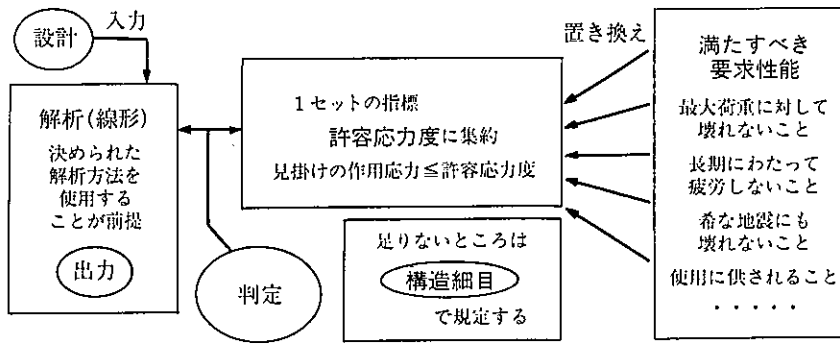 設計
入力
解析(線形)
決められた
解析方法を
使用する
ことが前提
出力
判定
1セットの指標
許容応力度に集約
見掛けの作用応力≦許容応力度
足りないところは
構造細目
で規定する
置き換え
満たすべき
要求性能
最大荷重に対して
壊れないこと
長期にわたって
疲労しないこと
希な地震にも
壊れないこと
使用に供されること
・・・・・